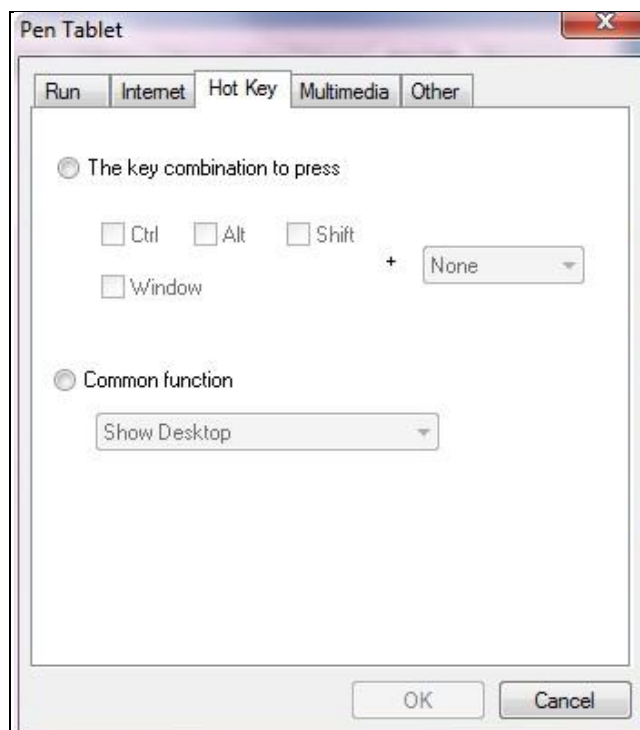 Pen Tablet
Run Internet Hot Key Multimedia Other
The key combination to press
Ctrl Alt Shift
+ None
Window
Common function
Show Desktop
OK Cancel